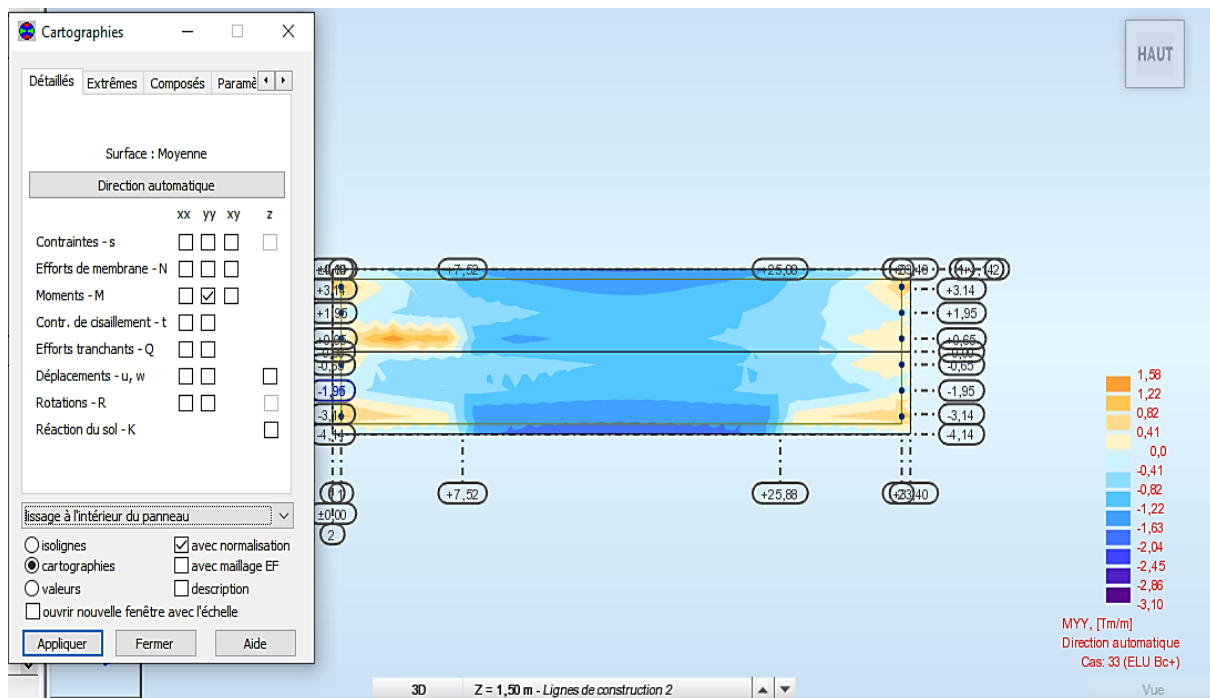 Cartographies
Détaillés Extrêmes Composés Paramè
Surface : Moyenne
Direction automatique
xx yy xy z
Contraintes - s
Efforts de membrane - N
Moments - M
Contr. de cisaillement - t
Efforts tranchants - Q
Déplacements - u, w
Rotations - R
Réaction du sol - K
lissage à l'intérieur du panneau
isolignes avec normalisation
cartographies avec maillage EF
valeurs description
ouvrir nouvelle fenêtre avec l'échelle
Appliquer Fermer Aide
HAUT
+7,52 +25,88
+3.14 +3.14
+1,95 +1,95
+0,65
-0,65
-1,95 -1,95
-3,14
-4,14 -4,14
+7,52 +25,88
±0,00
2
1,58
1,22
0,82
0,41
0,0
-0,41
-0,82
-1,22
-1,63
-2,04
-2,45
-2,86
-3,10
MYY, [Tm/m]
Direction automatique
Cas: 33 (ELU Bc+)
3D Z = 1,50 m - Lignes de construction 2
Vue